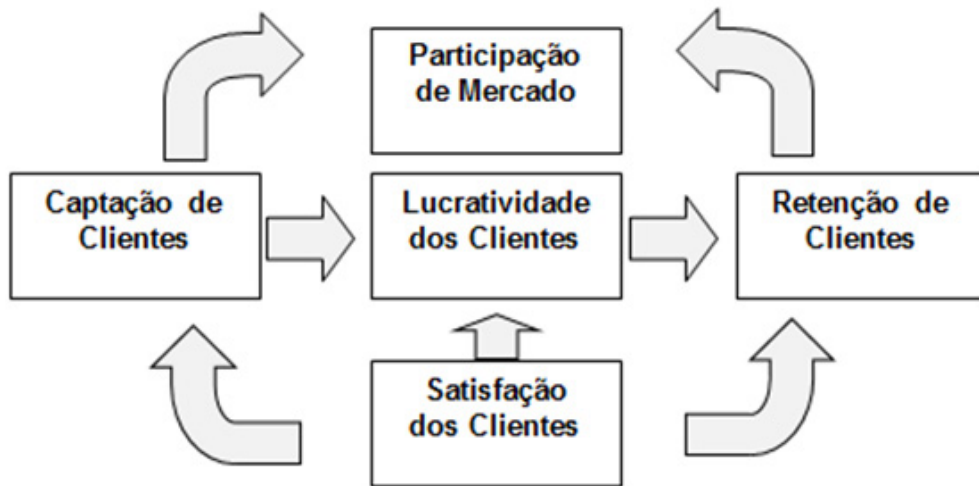 Participação
de Mercado
Captação de
Clientes
Lucratividade
dos Clientes
Retenção de
Clientes
Satisfação
dos Clientes